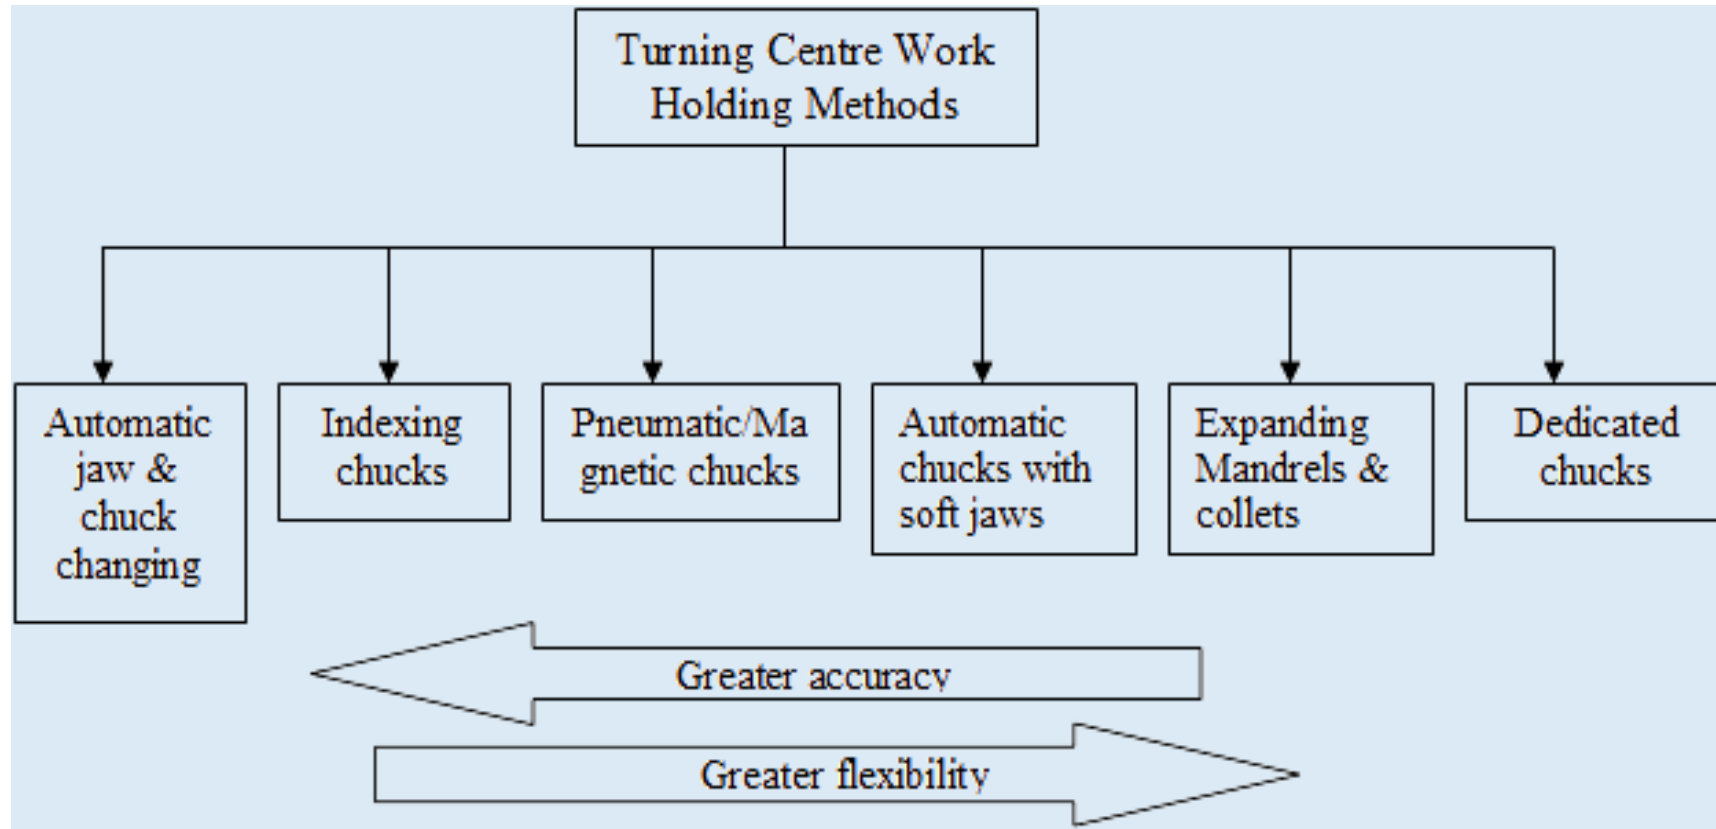 Turning Centre Work
Holding Methods
Automatic
jaw &
chuck
changing
Indexing
chucks
Pneumatic/Ma
gnetic chucks
Automatic
chucks with
soft jaws
Expanding
Mandrels &
collets
Dedicated
chucks
Greater accuracy
Greater flexibility